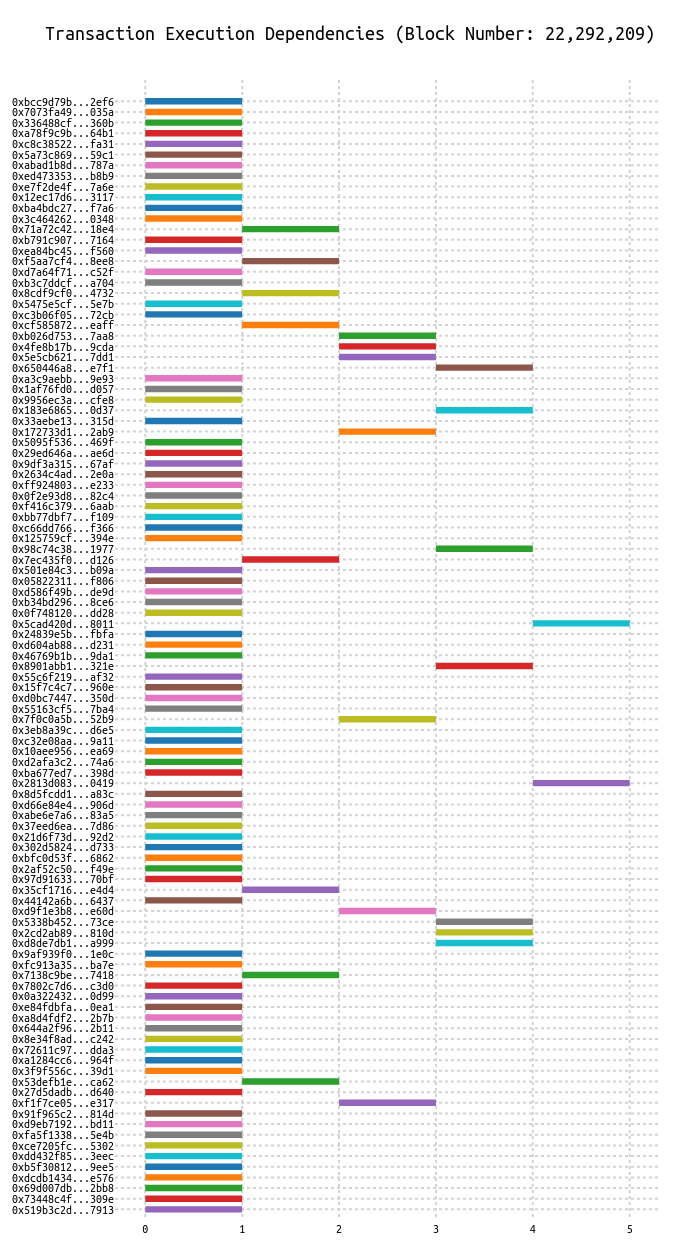 Transaction Execution Dependencies (Block Number: 22,292,209)
0xbcc9d79b...2ef6
0x7073fa49...035a
0x336488cf...360b
0xa78f9c9b...64b1
0xc8c38522...fa31
0x5a73c869...59c1
0xabad1b8d...787a
0xed473353...b8b9
0xe7f2de4f...7a6e
0x12ec17d6...3117
0xba4bdc27...f7a6
0x3c464262...0348
0x71a72c42...18e4
0xb791c907...7164
0xea84bc45...f560
0xf5aa7cf4...8ee8
0xd7a64f71...c52f
0xb3c7ddcf...a704
0x8cdf9cf0...4732
0x5475e5cf...5e7b
0xc3b06f05...72cb
0xcf585872...eaff
0xb026d753...7aa8
0x4fe8b17b...9cda
0x5e5cb621...7dd1
0x650446a8...e7f1
0xa3c9aebb...9e93
0x1af76fd0...d057
0x9956ec3a...cfe8
0x183e6865...0d37
0x33aebe13...315d
0x172733d1...2ab9
0x5095f536...469f
0x29ed646a...ae6d
0x9df3a315...67af
0x2634c4ad...2e0a
0xff924803...e233
0x0f2e93d8...82c4
0xf416c379...6aab
0xbb77dbf7...f109
0xc66dd766...f366
0x125759cf...394e
0x98c74c38...1977
0x7ec435f0...d126
0x501e84c3...b09a
0x05822311...f806
0xd586f49b...de9d
0xb34bd296...8ce6
0x0f748120...dd28
0x5cad420d...8011
0x24839e5b...fbfa
0xd604ab88...d231
0x46769b1b...9da1
0x8901abb1...321e
0x55c6f219...af32
0x15f7c4c7...960e
0xd0bc7447...350d
0x55163cf5...7ba4
0x7f0c0a5b...52b9
0x3eb8a39c...d6e5
0xc32e08aa...9a11
0x10aee956...ea69
0xd2afa3c2...74a6
0xba677ed7...398d
0x2813d083...0419
0x8d5fcdd1...a83c
0xd66e84e4...906d
0xabe6e7a6...83a5
0x37eed6ea...7d86
0x21d6f73d...92d2
0x302d5824...d733
0xbfc0d53f...6862
0x2af52c50...f49e
0x97d91633...70bf
0x35cf1716...e4d4
0x44142a6b...6437
0xd9f1e3b8...e60d
0x5338b452...73ce
0x2cd2ab89...810d
0xd8de7db1...a999
0x9af939f0...1e0c
0xfc913a35...ba7e
0x7138c9be...7418
0x7802c7d6...c3d0
0x0a322432...0d99
0xe84fdbfa...0ea1
0xa8d4fdf2...2b7b
0x644a2f96...2b11
0x8e34f8ad...c242
0x72611c97...dda3
0xa1284cc6...964f
0x3f9f556c...39d1
0x53defb1e...ca62
0x27d5dadb...d640
0xf1f7ce05...e317
0x91f965c2...814d
0xd9eb7192...bd11
0xfa5f1338...5e4b
0xce7205fc...5302
0xdd432f85...3eec
0xb5f30812...9ee5
0xdcdb1434...e576
0x69d007db...2bb8
0x73448c4f...309e
0x519b3c2d...7913
0 1 2 3 4 5